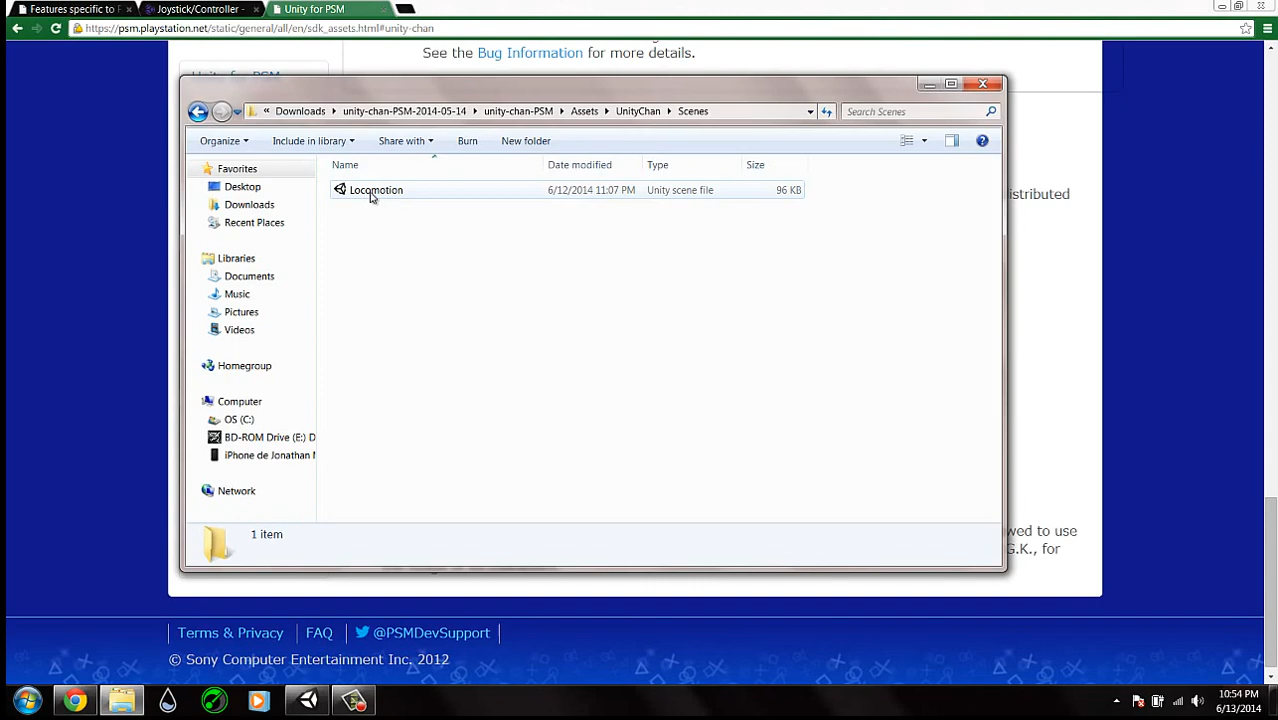 Features specific to P
Joystick/Controller -
Unity for PSM
https://psm.playstation.net/static/general/all/en/sdk_assets.html#unity-chan
See the Bug Information for more details.
Unity for PSM
« Downloads unity-chan-PSM-2014-05-14 unity-chan-PSM Assets UnityChan Scenes
Search Scenes
Organize Include in library Share with Burn New folder
Name Date modified Type Size
Locomotion 6/12/2014 11:07 PM Unity scene file 96 KB
Favorites
Desktop
Downloads
Recent Places
Libraries
Documents
Music
Pictures
Videos
Homegroup
Computer
OS (C:)
BD-ROM Drive (E:) D
iPhone de Jonathan
Network
1 item
istributed
wed to use
G.K., for
Terms & Privacy FAQ @PSMDevSupport
© Sony Computer Entertainment Inc. 2012
10:54 PM
6/13/2014